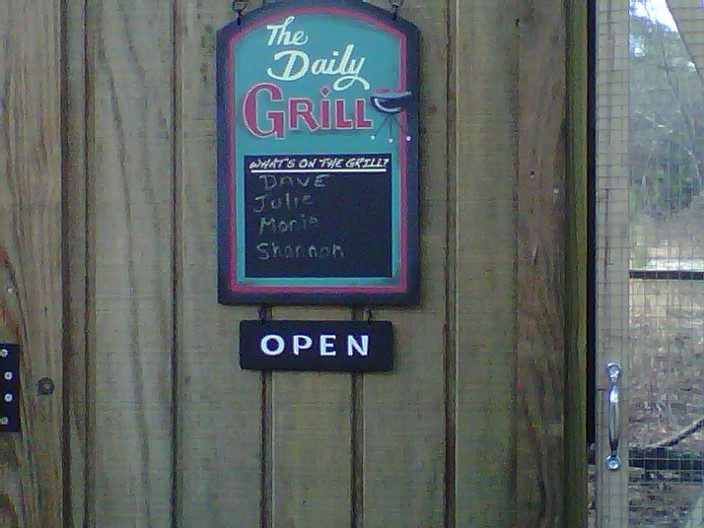 The
Daily
GRILL
WHAT'S ON THE GRILL?
DAVE
Julie
Marie
Shannon
OPEN